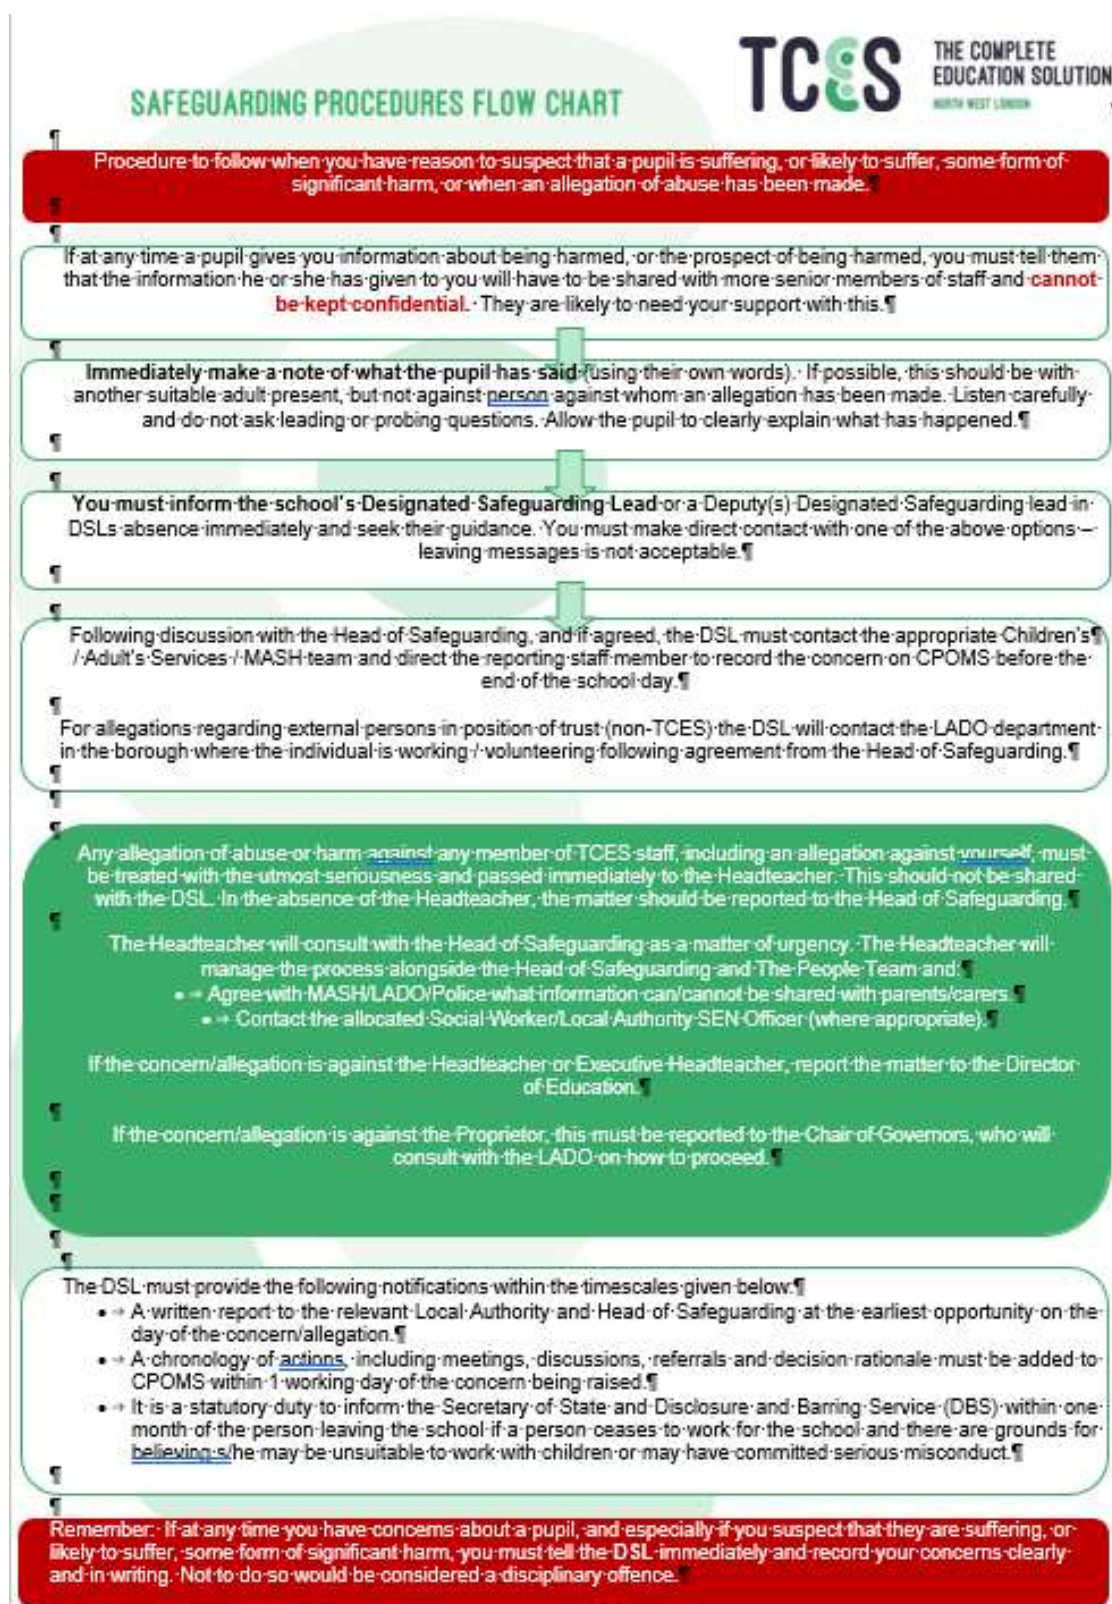 TCES
THE COMPLETE
EDUCATION SOLUTION
NORTH WEST LONDON
SAFEGUARDING PROCEDURES FLOW CHART
Procedure to follow when you have reason to suspect that a pupil is suffering, or likely to suffer, some form of
significant harm, or when an allegation of abuse has been made.
If at any time a pupil gives you information about being harmed, or the prospect of being harmed, you must tell them
that the information he or she has given to you will have to be shared with more senior members of staff and cannot
be kept confidential. They are likely to need your support with this.
Immediately make a note of what the pupil has said (using their own words). If possible, this should be with
another suitable adult present, but not against person against whom an allegation has been made. Listen carefully
and do not ask leading or probing questions. Allow the pupil to clearly explain what has happened.
You must inform the school's Designated Safeguarding Lead or a Deputy(s) Designated Safeguarding lead in
DSLs absence immediately and seek their guidance. You must make direct contact with one of the above options –
leaving messages is not acceptable.
Following discussion with the Head of Safeguarding, and if agreed, the DSL must contact the appropriate Children's
/ Adult's Services / MASH team and direct the reporting staff member to record the concern on CPOMS before the
end of the school day.
For allegations regarding external persons in position of trust (non-TCES) the DSL will contact the LADO department
in the borough where the individual is working / volunteering following agreement from the Head of Safeguarding.
Any allegation of abuse or harm against any member of TCES staff, including an allegation against yourself, must
be treated with the utmost seriousness and passed immediately to the Headteacher. This should not be shared
with the DSL. In the absence of the Headteacher, the matter should be reported to the Head of Safeguarding.
The Headteacher will consult with the Head of Safeguarding as a matter of urgency. The Headteacher will
manage the process alongside the Head of Safeguarding and The People Team and:
• Agree with MASH/LADO/Police what information can/cannot be shared with parents/carers.
• Contact the allocated Social Worker/Local Authority SEN Officer (where appropriate).
If the concern/allegation is against the Headteacher or Executive Headteacher, report the matter to the Director
of Education.
If the concern/allegation is against the Proprietor, this must be reported to the Chair of Governors, who will
consult with the LADO on how to proceed.
The DSL must provide the following notifications within the timescales given below:
• A written report to the relevant Local Authority and Head of Safeguarding at the earliest opportunity on the
day of the concern/allegation.
• A chronology of actions, including meetings, discussions, referrals and decision rationale must be added to
CPOMS within 1 working day of the concern being raised.
• It is a statutory duty to inform the Secretary of State and Disclosure and Barring Service (DBS) within one
month of the person leaving the school if a person ceases to work for the school and there are grounds for
believing s/he may be unsuitable to work with children or may have committed serious misconduct.
Remember: If at any time you have concerns about a pupil, and especially if you suspect that they are suffering, or
likely to suffer, some form of significant harm, you must tell the DSL immediately and record your concerns clearly
and in writing. Not to do so would be considered a disciplinary offence.